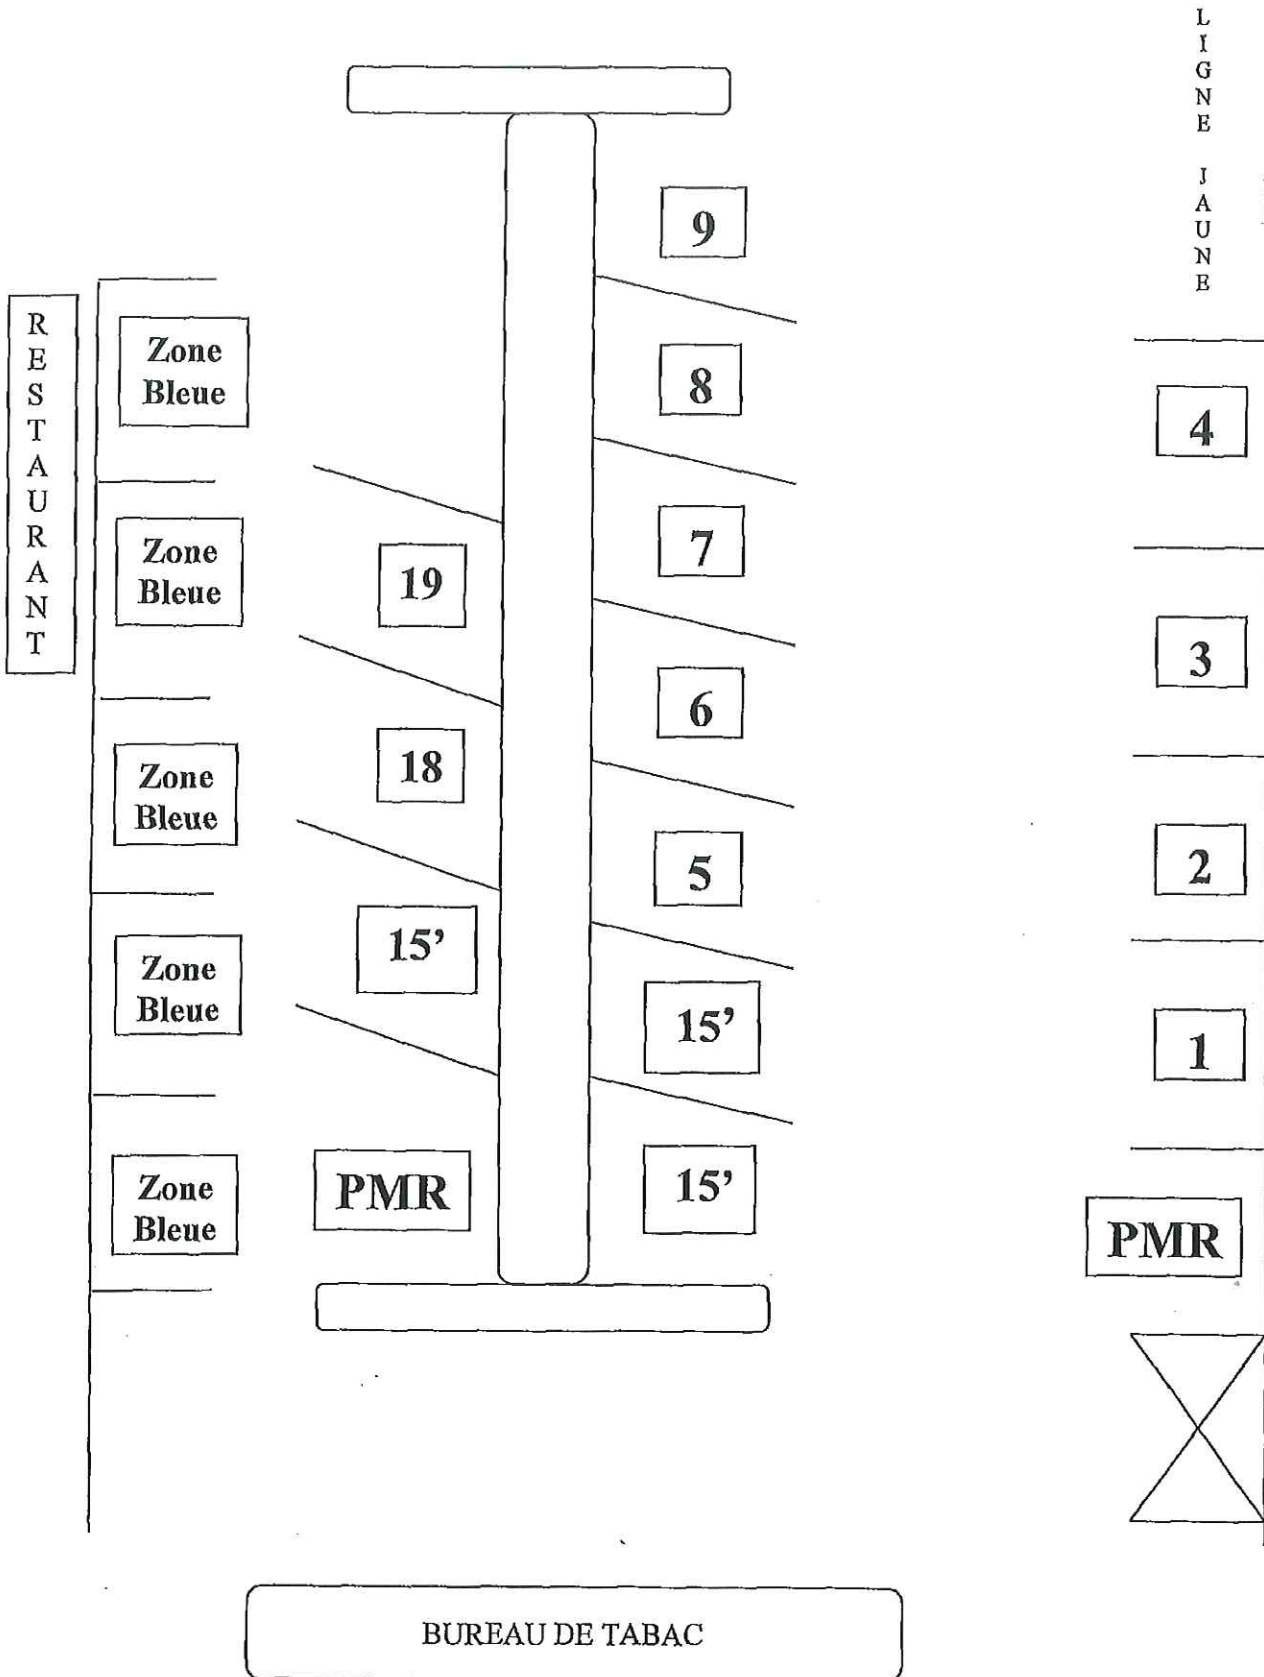 LIGNE JAUNE
RESTAURANT
Zone
Bleue
Zone
Bleue
Zone
Bleue
Zone
Bleue
Zone
Bleue
19
18
15’
PMR
9
8
7
6
5
15’
15’
4
3
2
1
PMR
BUREAU DE TABAC